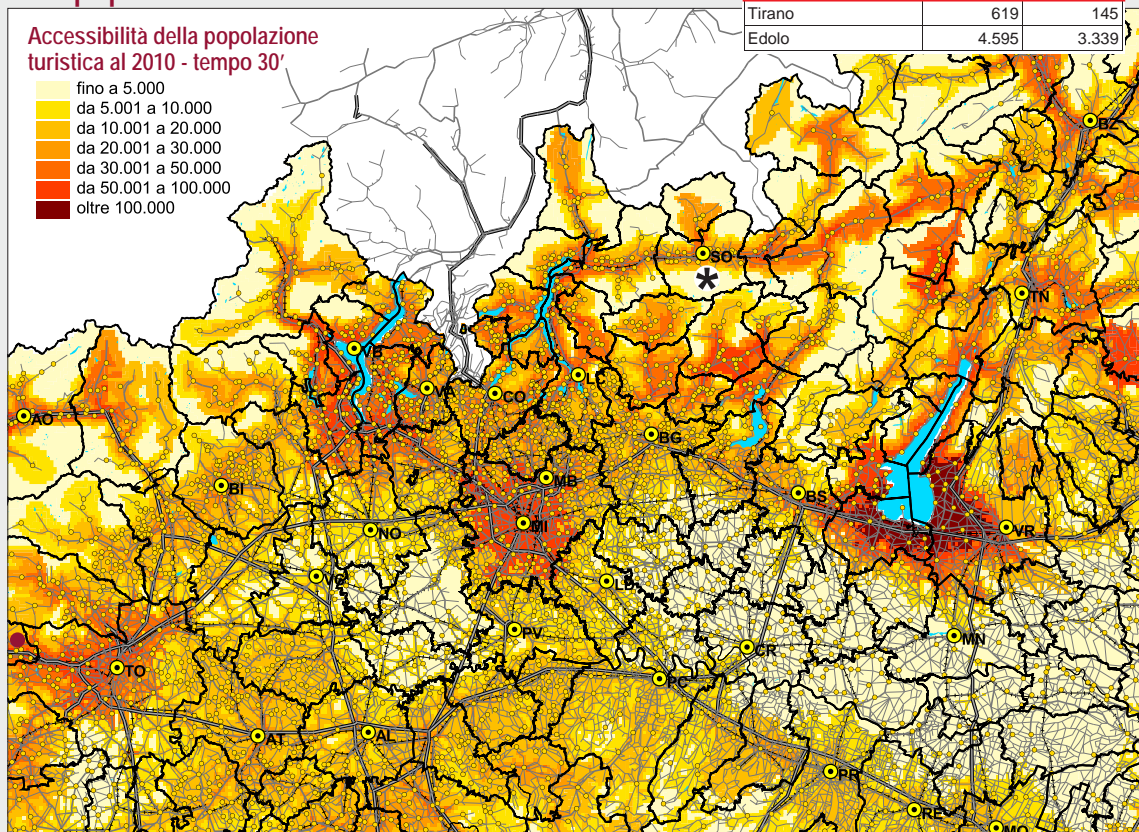 Tirano 619 145
Edolo 4.595 3.339
Accessibilità della popolazione
turistica al 2010 - tempo 30'
fino a 5.000
da 5.001 a 10.000
da 10.001 a 20.000
da 20.001 a 30.000
da 30.001 a 50.000
da 50.001 a 100.000
oltre 100.000
BZ
SO
*
TN
VB
VA
CO
LC
AO
BG
BI
MB
BS
MI
NO
VR
VC
LO
PV
MN
CR
TO
PC
AT
AL
PR
RE
MO